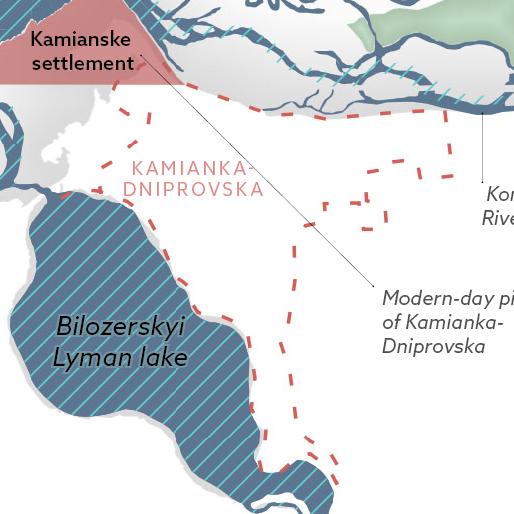 Kamianske
settlement
KAMIANKA-
DNIPROVSKA
Modern-day
of Kamianka-
Dniprovska
Bilozerskyi
Lyman lake